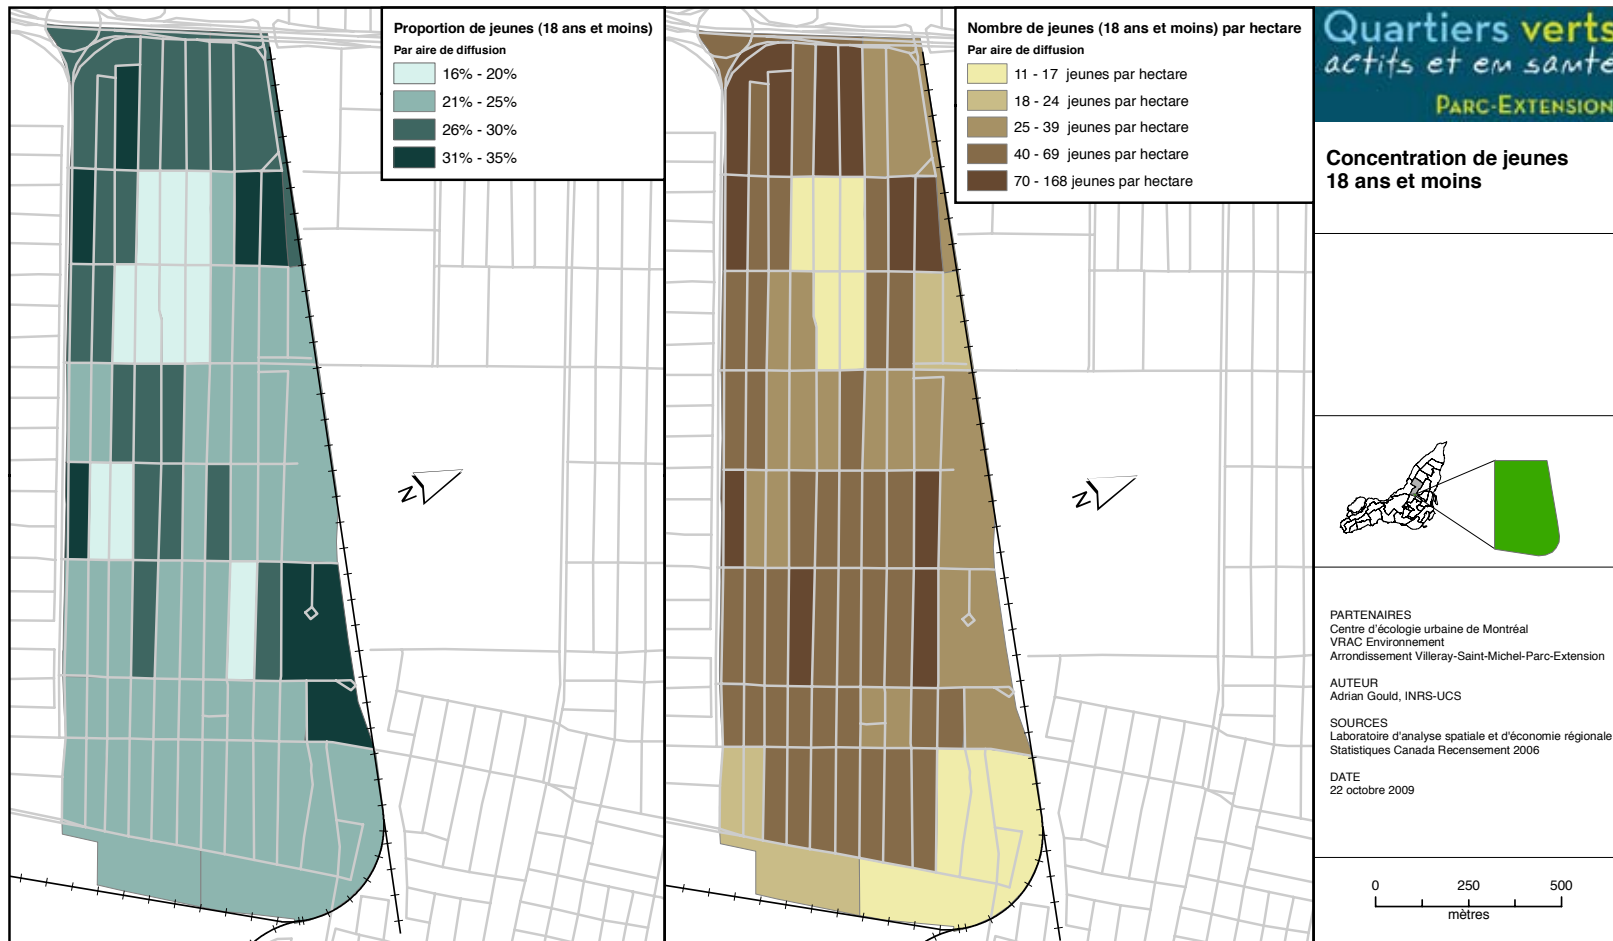 Proportion de jeunes (18 ans et moins)
Par aire de diffusion
16% - 20%
21% - 25%
26% - 30%
31% - 35%
N
Nombre de jeunes (18 ans et moins) par hectare
Par aire de diffusion
11 - 17 jeunes par hectare
18 - 24 jeunes par hectare
25 - 39 jeunes par hectare
40 - 69 jeunes par hectare
70 - 168 jeunes par hectare
N
Quartiers verts
actifs et en santé
PARC-EXTENSION
Concentration de jeunes
18 ans et moins
PARTENAIRES
Centre d'écologie urbaine de Montréal
VRAC Environnement
Arrondissement Villeray-Saint-Michel-Parc-Extension
AUTEUR
Adrian Gould, INRS-UCS
SOURCES
Laboratoire d'analyse spatiale et d'économie régionale
Statistiques Canada Recensement 2006
DATE
22 octobre 2009
0 250 500
mètres